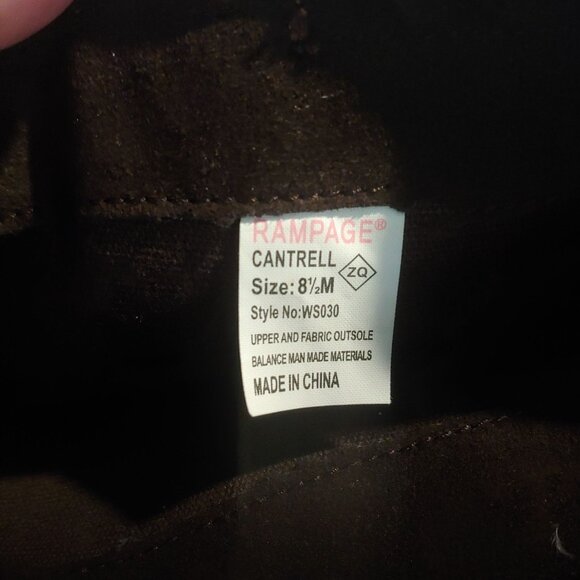 RAMPAGE®
CANTRELL
ZQ
Size: 8½M
Style No:WS030
UPPER AND FABRIC OUTSOLE
BALANCE MAN MADE MATERIALS
MADE IN CHINA